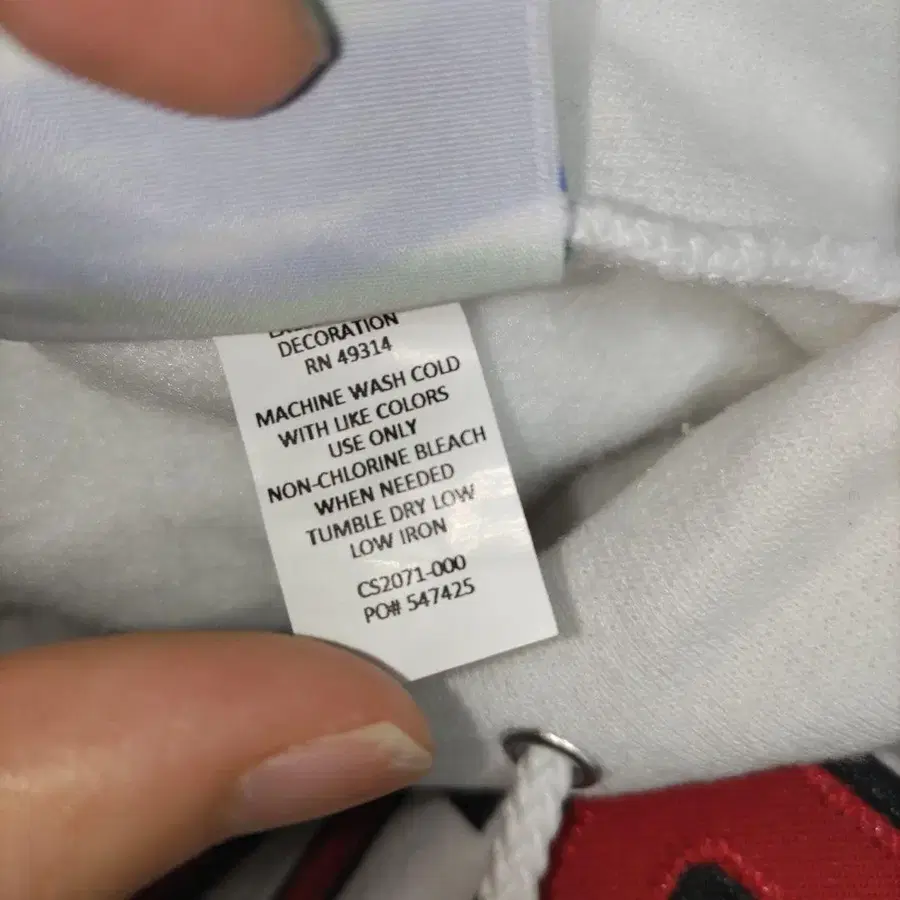 DECORATION
RN 49314
MACHINE WASH COLD
WITH LIKE COLORS
USE ONLY
NON-CHLORINE BLEACH
WHEN NEEDED
TUMBLE DRY LOW
LOW IRON
CS2071-000
PO# 547425